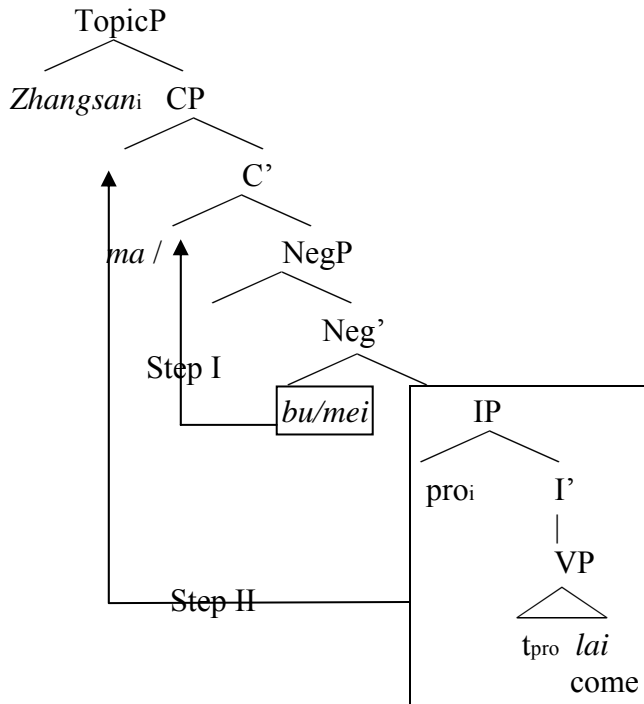 TopicP
Zhangsani CP
C’
ma / NegP
Neg’
Step I
bu/mei IP
proi I’
VP
Step II
tpro lai
come